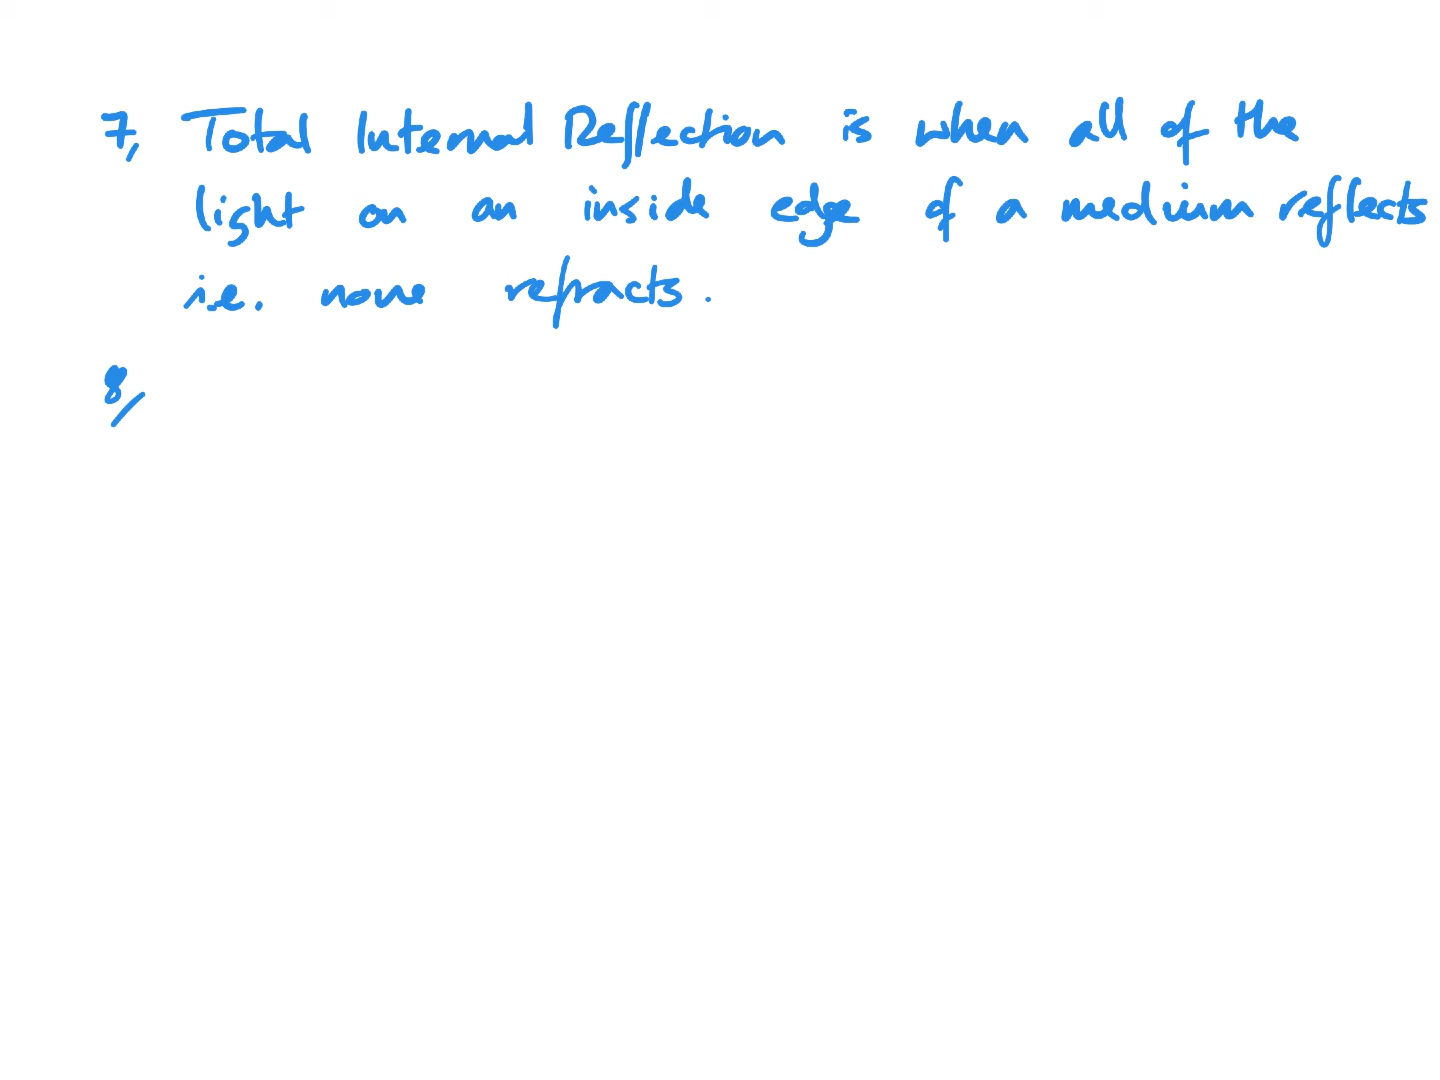 7, Total Internal Reflection is when all of the
light on an inside edge of a medium reflects
i.e. none refracts.
8/